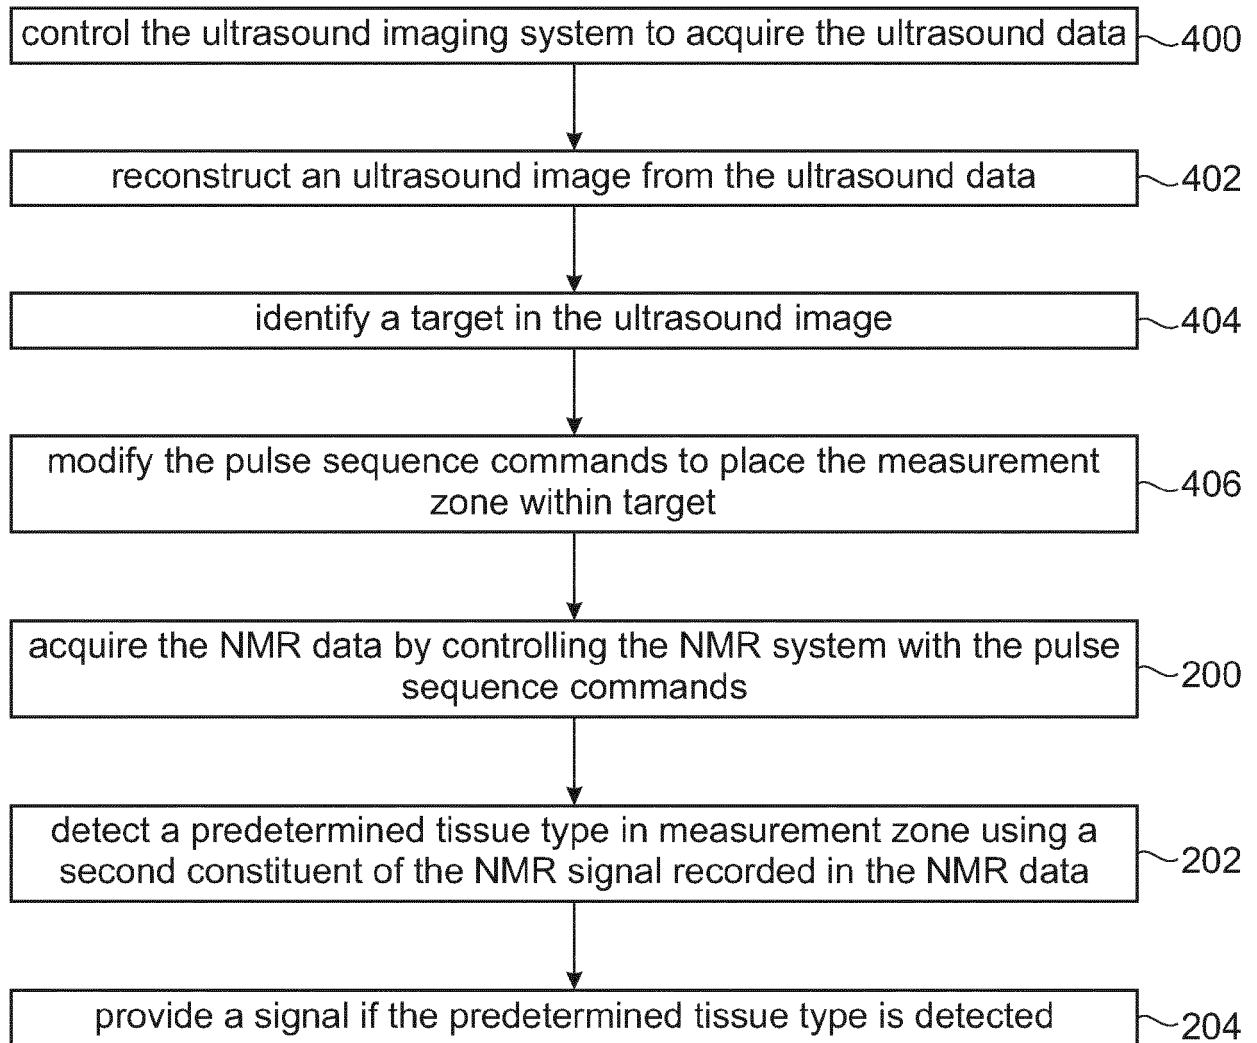 control the ultrasound imaging system to acquire the ultrasound data
400
reconstruct an ultrasound image from the ultrasound data
402
identify a target in the ultrasound image
404
modify the pulse sequence commands to place the measurement
zone within target
406
acquire the NMR data by controlling the NMR system with the pulse
sequence commands
200
detect a predetermined tissue type in measurement zone using a
second constituent of the NMR signal recorded in the NMR data
202
provide a signal if the predetermined tissue type is detected
204